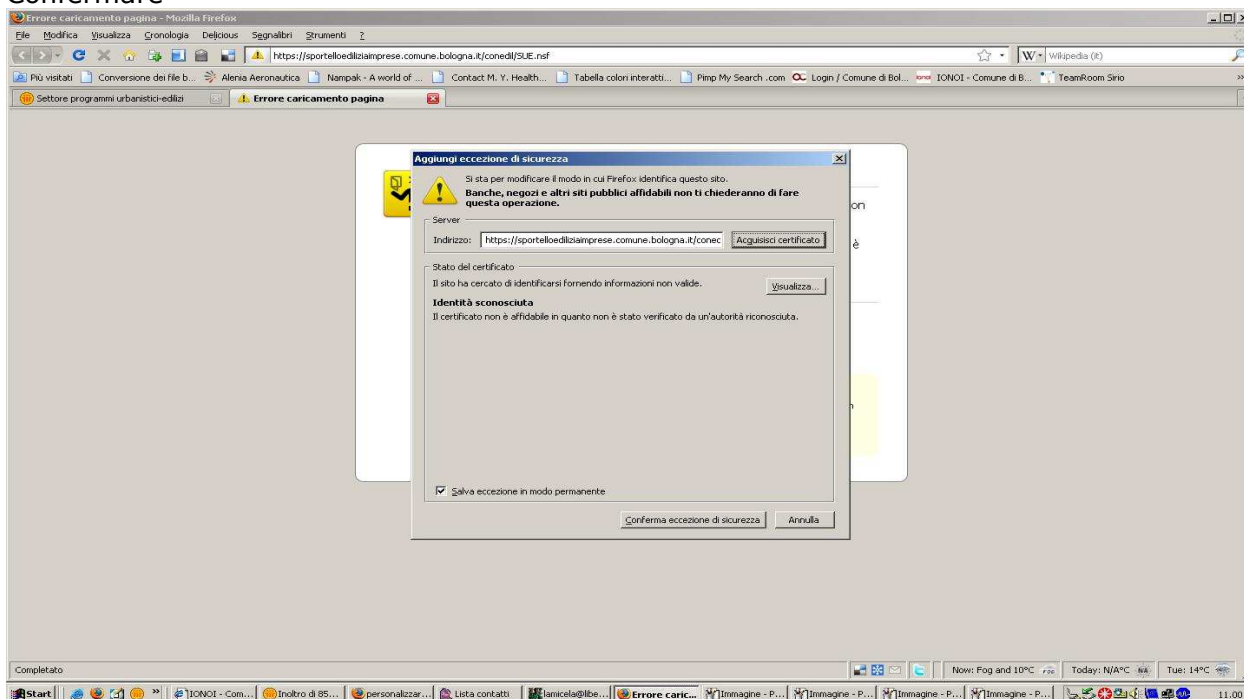 Confermare
Errore caricamento pagina - Mozilla Firefox
File Modifica Visualizza Cronologia Delicious Segnalibri Strumenti ?
https://sportelloediliziaimprese.comune.bologna.it/conedil/SUE.nsf
W Wikipedia (it)
Più visitati Conversione dei file b... Alenia Aeronautica Nampak - A world of ... Contact M. Y. Health... Tabella colori interatti... Pimp My Search .com Login / Comune di Bol... IONOI - Comune di B... TeamRoom Sirio
Settore programmi urbanistici-edilizi Errore caricamento pagina
Aggiungi eccezione di sicurezza
Si sta per modificare il modo in cui Firefox identifica questo sito.
Banche, negozi e altri siti pubblici affidabili non ti chiederanno di fare
questa operazione.
on
Server
Indirizzo: https://sportelloediliziaimprese.comune.bologna.it/conec Acquisisci certificato
è
Stato del certificato
Il sito ha cercato di identificarsi fornendo informazioni non valide. Visualizza...
Identità sconosciuta
Il certificato non è affidabile in quanto non è stato verificato da un'autorità riconosciuta.
Salva eccezione in modo permanente
Conferma eccezione di sicurezza Annulla
Completato Now: Fog and 10°C Today: N/A°C Tue: 14°C
Start IONOI - Com... Inoltro di 85... personalizzar... Lista contatti lamicela@libe... Errore caric... Immagine - P... Immagine - P... Immagine - P... Immagine - P... 11.01